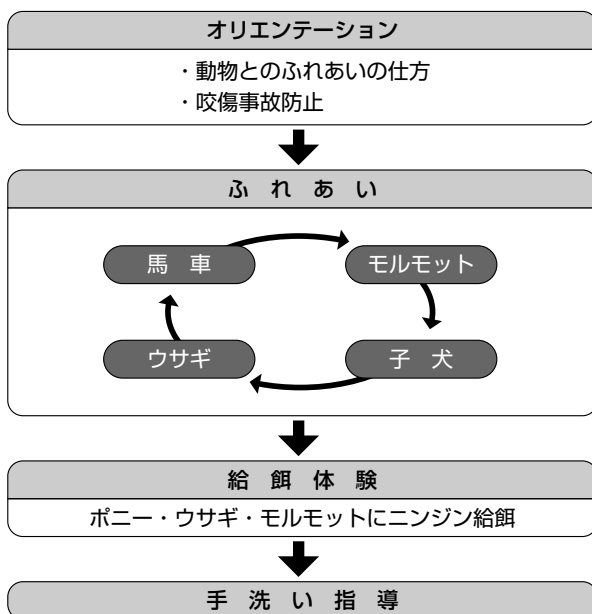 オリエンテーション
・動物とのふれあいの仕方
・咬傷事故防止
ふ れ あ い
馬 車
モルモット
ウサギ
子 犬
給 餌 体 験
ポニー・ウサギ・モルモットにニンジン給餌
手 洗 い 指 導